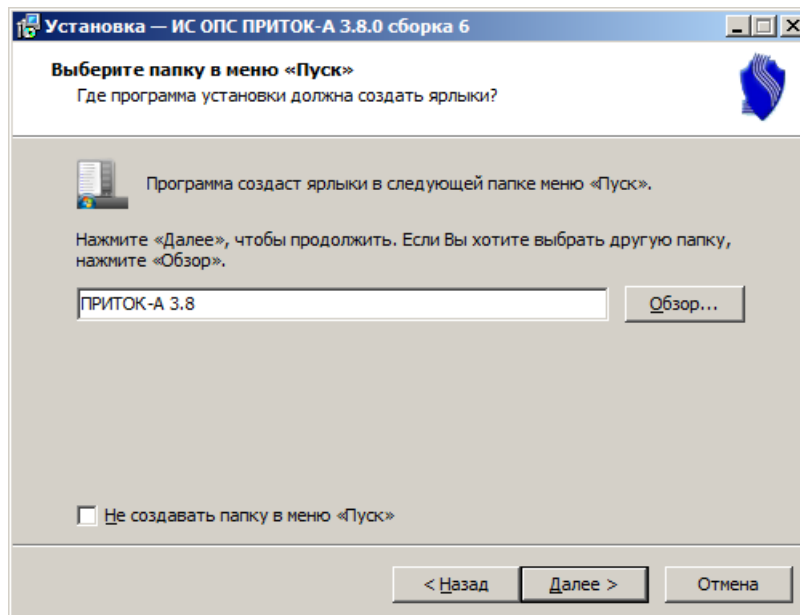 Установка — ИС ОПС ПРИТОК-А 3.8.0 сборка 6
Выберите папку в меню «Пуск»
Где программа установки должна создать ярлыки?
Программа создаст ярлыки в следующей папке меню «Пуск».
Нажмите «Далее», чтобы продолжить. Если Вы хотите выбрать другую папку,
нажмите «Обзор».
ПРИТОК-А 3.8
Обзор...
Не создавать папку в меню «Пуск»
< Назад
Далее >
Отмена